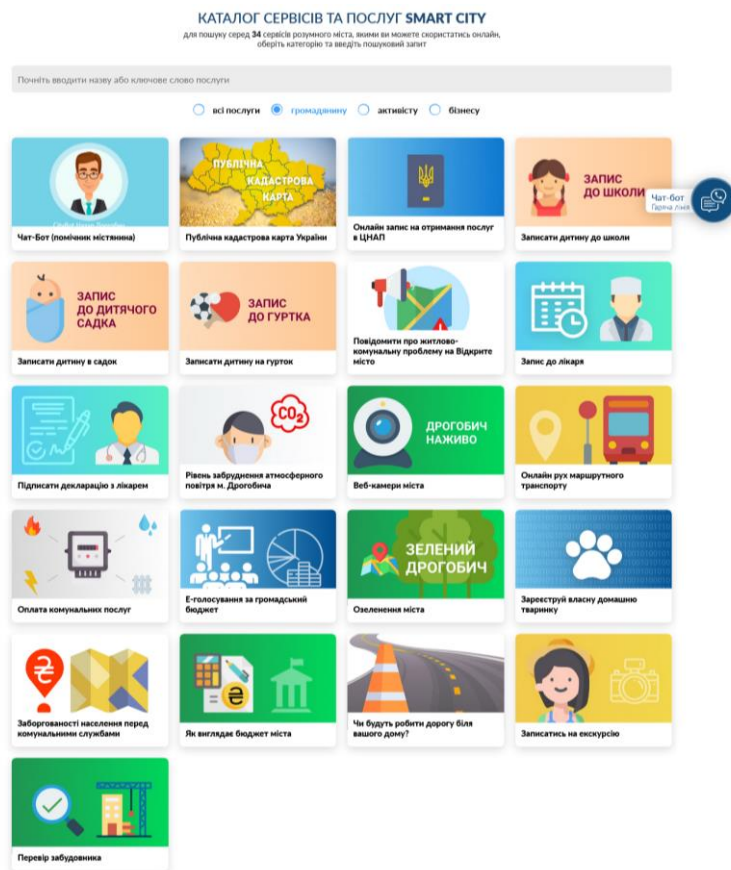 КАТАЛОГ СЕРВІСІВ ТА ПОСЛУГ SMART CITY
для пошуку серед 34 сервісів розумного міста, якими ви можете скористатись онлайн,
оберіть категорію та введіть пошуковий запит
Почніть вводити назву або ключове слово послуги
всі послуги
громадянину
активісту
бізнесу
Чат-Бот (помічник містянина)
ПУБЛІЧНА
КАДАСТРОВА
КАРТА
Публічна кадастрова карта України
Онлайн запис на отримання послуг
в ЦНАП
ЗАПИС
ДО ШКОЛИ
Записати дитину до школи
Чат-бот
Гаряча лінія
ЗАПИС
ДО ДИТЯЧОГО
САДКА
Записати дитину в садок
ЗАПИС
ДО ГУРТКА
Записати дитину на гурток
Повідомити про житлово-
комунальну проблему на Відкрите
місто
Запис до лікаря
Підписати декларацію з лікарем
CO2
Рівень забруднення атмосферного
повітря м. Дрогобича
ДРОГОБИЧ
НАЖИВО
Веб-камери міста
Онлайн рух маршрутного
транспорту
Оплата комунальних послуг
Е-голосування за громадський
бюджет
ЗЕЛЕНИЙ
ДРОГОБИЧ
Озеленення міста
Зареєструй власну домашню
тваринку
Заборгованості населення перед
комунальними службами
Як виглядає бюджет міста
Чи будуть робити дорогу біля
вашого дому?
Записатись на екскурсію
Перевір забудовника